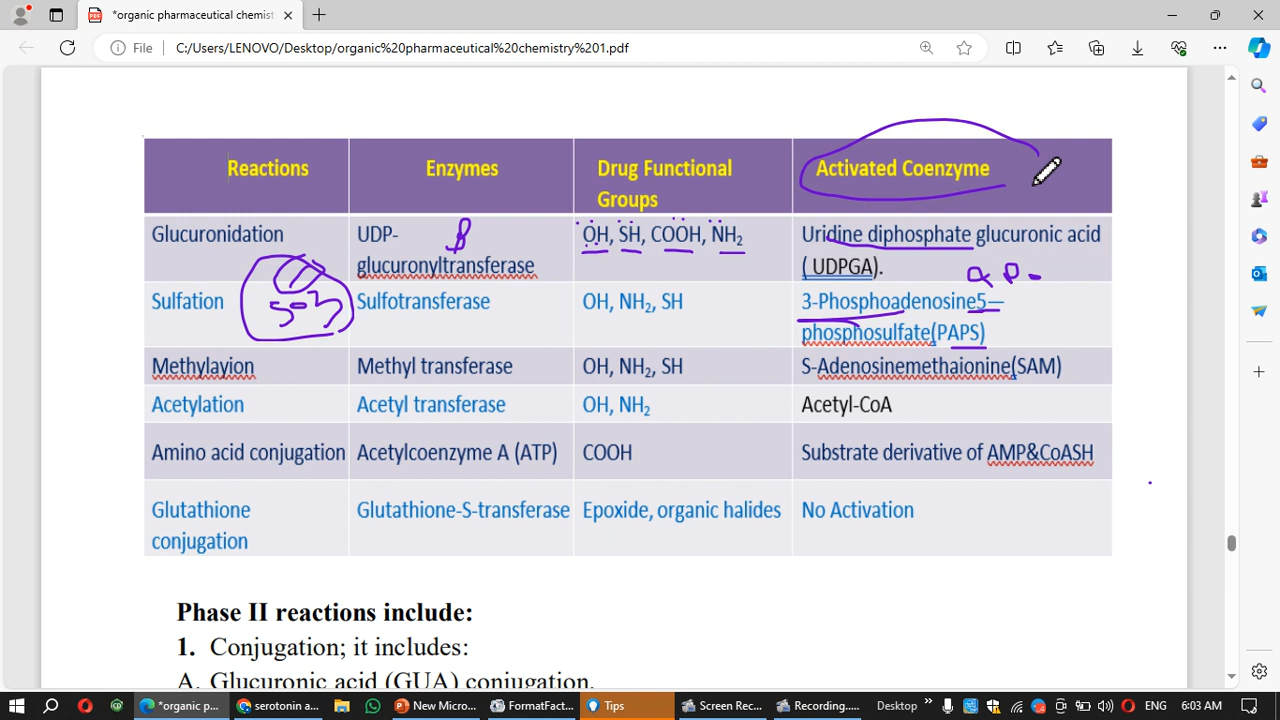 *organic pharmaceutical chemist
File
C:/Users/LENOVO/Desktop/organic%20pharmaceutical%20chemistry%201.pdf
Reactions
Enzymes
Drug Functional
Groups
Activated Coenzyme
Glucuronidation
UDP-
glucuronyltransferase
OH, SH, COOH, NH₂
Uridine diphosphate glucuronic acid
( UDPGA).
Sulfation
Sulfotransferase
OH, NH₂, SH
3-Phosphoadenosine5—
phosphosulfate(PAPS)
Methylayion
Methyl transferase
OH, NH₂, SH
S-Adenosinemethaionine(SAM)
Acetylation
Acetyl transferase
OH, NH₂
Acetyl-CoA
Amino acid conjugation
Acetylcoenzyme A (ATP)
COOH
Substrate derivative of AMP&CoASH
Glutathione
conjugation
Glutathione-S-transferase
Epoxide, organic halides
No Activation
Phase II reactions include:
1. Conjugation; it includes:
A. Glucuronic acid (GUA) conjugation.
*organic p...
serotonin a...
New Micro...
FormatFact...
Tips
Screen Rec...
Recording....
Desktop
ENG
6:03 AM